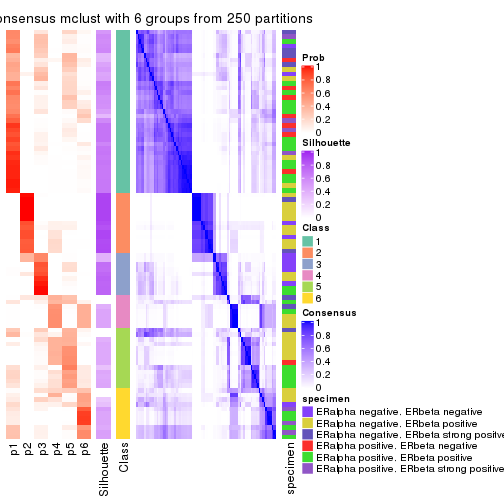 onsensus mclust with 6 groups from 250 partitions
Prob
1
0.8
0.6
0.4
0.2
0
Silhouette
1
0.8
0.6
0.4
0.2
0
Class
1
2
3
4
5
6
Consensus
1
0.8
0.6
0.4
0.2
0
specimen
ERalpha negative. ERbeta negative
ERalpha negative. ERbeta positive
ERalpha negative. ERbeta strong positive
ERalpha positive. ERbeta negative
ERalpha positive. ERbeta positive
ERalpha positive. ERbeta strong positive
p1
p2
p3
p4
p5
p6
Silhouette
Class
specimen